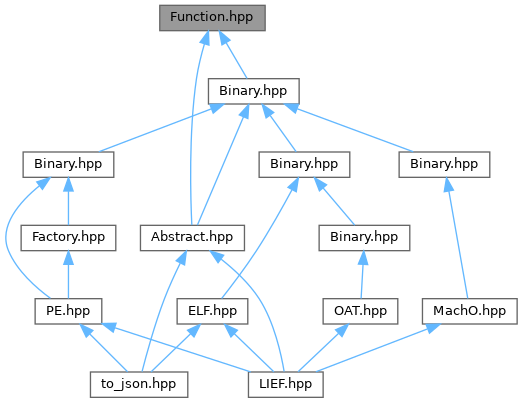 Function.hpp
Binary.hpp
Binary.hpp
Binary.hpp
Binary.hpp
Factory.hpp
Abstract.hpp
Binary.hpp
PE.hpp
ELF.hpp
OAT.hpp
MachO.hpp
to_json.hpp
LIEF.hpp